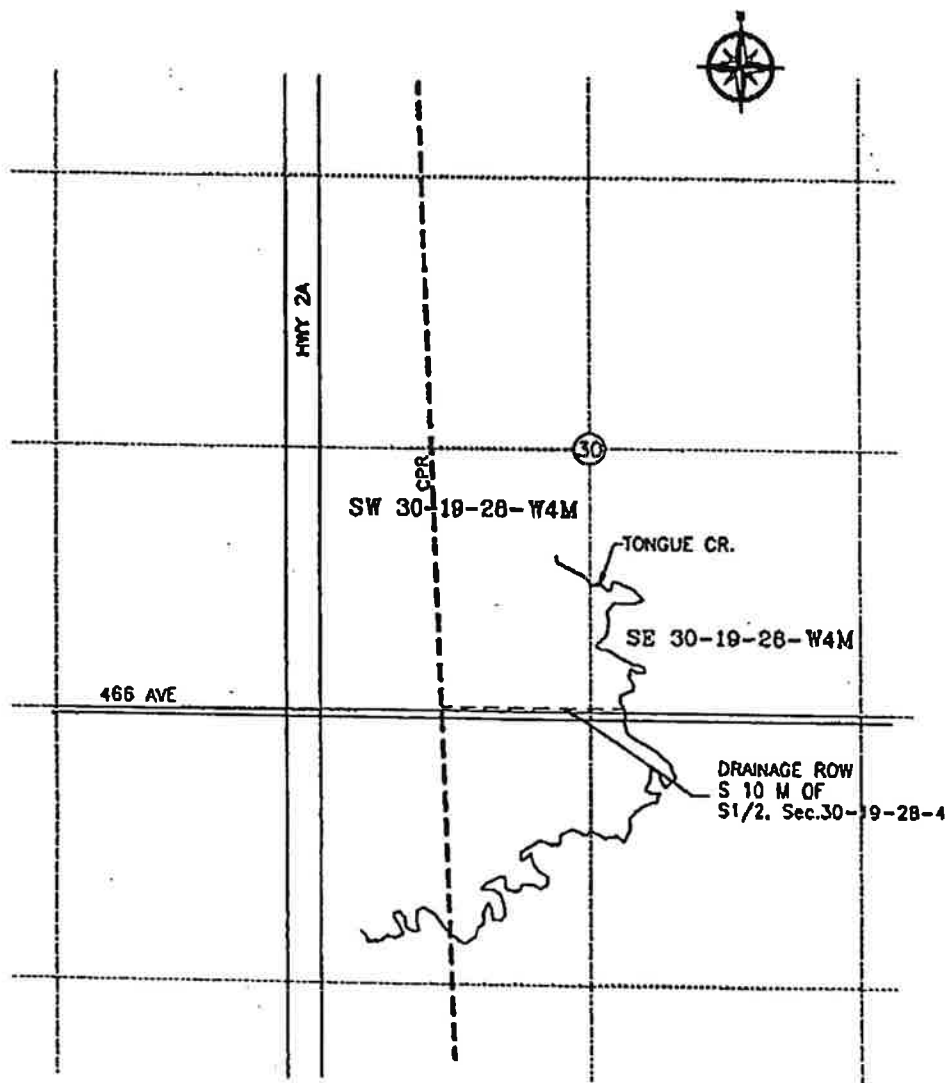 HWY 2A
30
CPR
SW 30-19-28-W4M
TONGUE CR.
SE 30-19-28-W4M
466 AVE
DRAINAGE ROW
S 10 M OF
S1/2, Sec.30-19-28-4